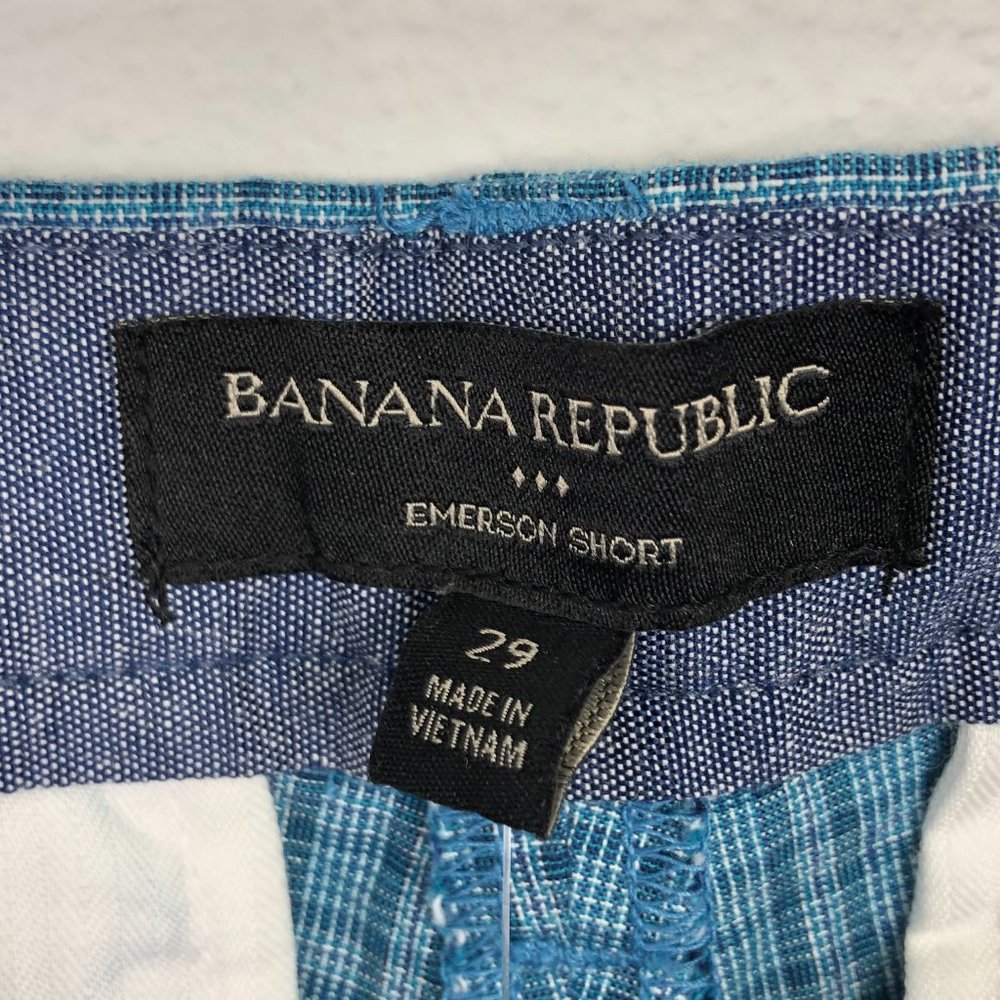 BANANA REPUBLIC
EMERSON SHORT
29
MADE IN
VIETNAM